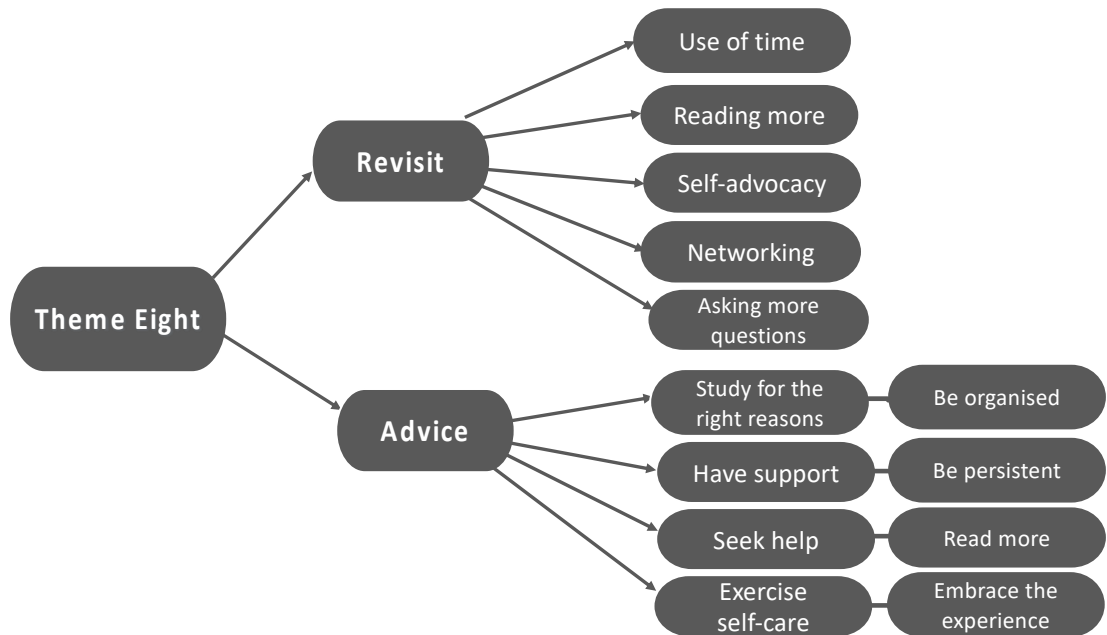 Use of time
Reading more
Revisit
Self-advocacy
Networking
Asking more
questions
Theme Eight
Advice
Study for the
right reasons
Be organised
Have support
Be persistent
Seek help
Read more
Exercise
self-care
Embrace the
experience